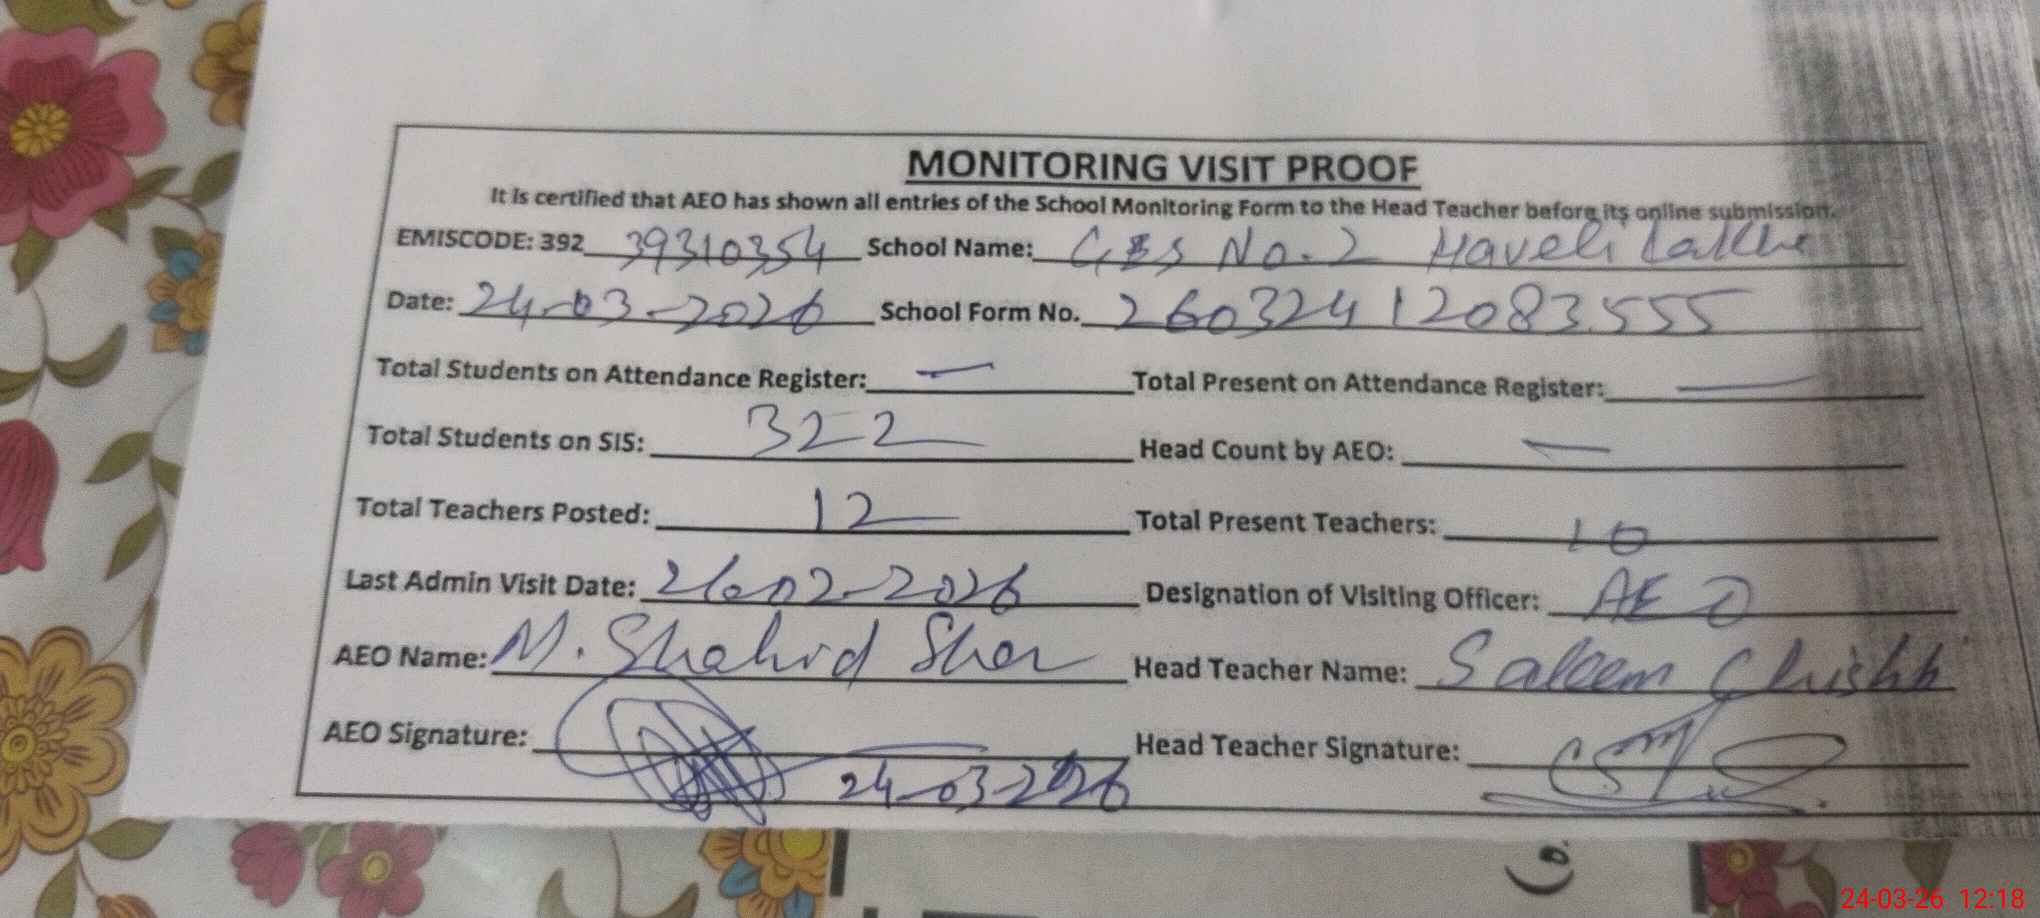 MONITORING VISIT PROOF
It is certified that AEO has shown all entries of the School Monitoring Form to the Head Teacher before its online submission.
EMISCODE: 392 39310354 School Name: GES No. 2 Haveli Lakha
Date: 24-03-2026 School Form No. 26032412083555
Total Students on Attendance Register: — Total Present on Attendance Register: —
Total Students on SIS: 322 Head Count by AEO: —
Total Teachers Posted: 12 Total Present Teachers: 10
Last Admin Visit Date: 26-02-2026 Designation of Visiting Officer: AEO
AEO Name: M. Shahid Head Teacher Name: Saleem Chishti
AEO Signature: Head Teacher Signature:
24-03-2026
24-03-26 12:18